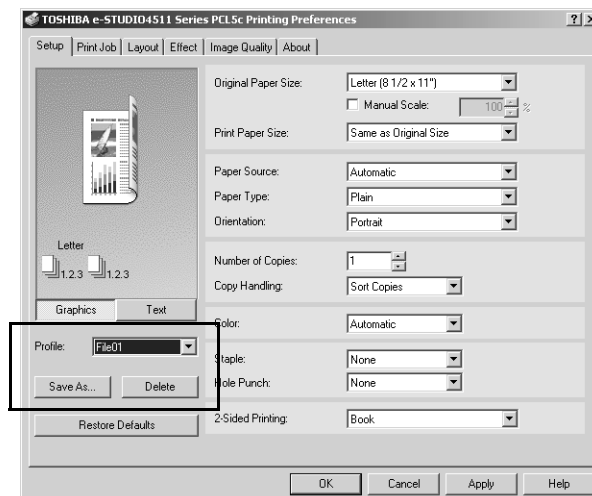 TOSHIBA e-STUDIO4511 Series PCL5c Printing Preferences
Setup Print Job Layout Effect Image Quality About
Original Paper Size: Letter (8 1/2 x 11")
Manual Scale: 100 %
Print Paper Size: Same as Original Size
Paper Source: Automatic
Paper Type: Plain
Orientation: Portrait
Letter
1.2.3 1.2.3
Number of Copies: 1
Copy Handling: Sort Copies
Graphics Text
Color: Automatic
Profile: File01
Staple: None
Save As... Delete
Hole Punch: None
Restore Defaults
2-Sided Printing: Book
OK Cancel Apply Help